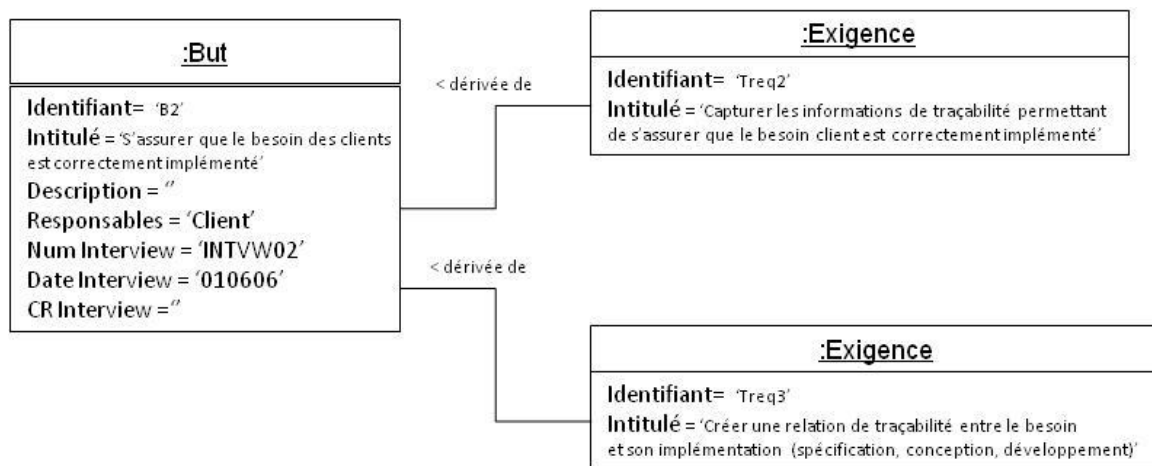 :But
Identifiant= ‘B2’
Intitulé = ‘S’assurer que le besoin des clients
est correctement implémenté’
Description = ‘’
Responsables = ‘Client’
Num Interview = ‘INTVW02’
Date Interview = ‘010606’
CR Interview =‘’
< dérivée de
:Exigence
Identifiant= ‘Treq2’
Intitulé = ‘Capturer les informations de traçabilité permettant
de s’assurer que le besoin client est correctement implémenté’
< dérivée de
:Exigence
Identifiant= ‘Treq3’
Intitulé = ‘Créer une relation de traçabilité entre le besoin
et son implémentation (spécification, conception, développement)’